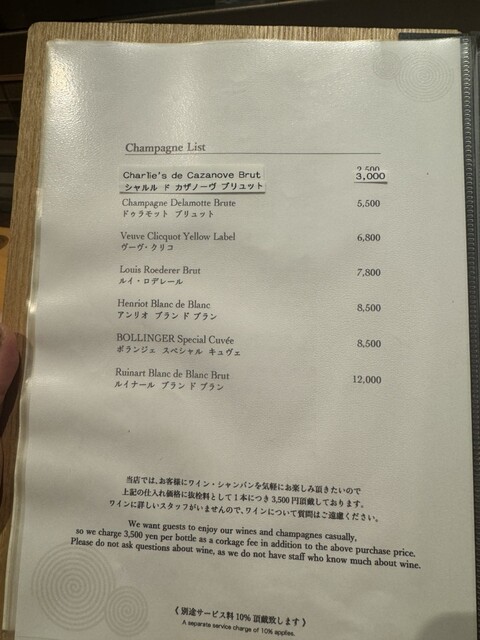 Champagne List
Charlie's de Cazanove Brut 3,000
シャルル ド カザノーヴ ブリュット
Champagne Delamotte Brute 5,500
ドゥラモット ブリュット
Veuve Clicquot Yellow Label 6,800
ヴーヴ・クリコ
Louis Roederer Brut 7,800
ルイ・ロデレール
Henriot Blanc de Blanc 8,500
アンリオ ブラン ド ブラン
BOLLINGER Special Cuvée 8,500
ボランジェ スペシャル キュヴェ
Ruinart Blanc de Blanc Brut 12,000
ルイナール ブラン ド ブラン
当店では、お客様にワイン・シャンパンを気軽にお楽しみ頂きたいので
上記の仕入れ価格に抜栓料として1本につき3,500円頂戴しております。
ワインに詳しいスタッフがいませんので、ワインについて質問はご遠慮ください。
We want guests to enjoy our wines and champagnes casually,
so we charge 3,500 yen per bottle as a corkage fee in addition to the above purchase price.
Please do not ask questions about wine, as we do not have staff who know much about wine.
《 別途サービス料10% 頂戴致します 》
A separate service charge of 10% applies.